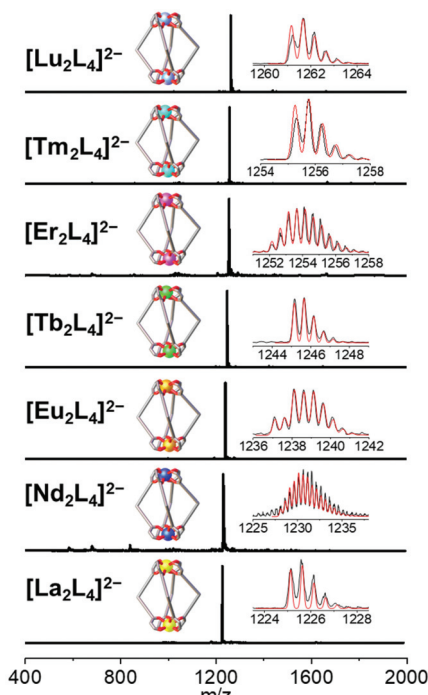 [Lu₂L₄]²⁻
1260 1262 1264
[Tm₂L₄]²⁻
1254 1256 1258
[Er₂L₄]²⁻
1252 1254 1256 1258
[Tb₂L₄]²⁻
1244 1246 1248
[Eu₂L₄]²⁻
1236 1238 1240 1242
[Nd₂L₄]²⁻
1225 1230 1235
[La₂L₄]²⁻
1224 1226 1228
400 800 1200 1600 2000
m/z